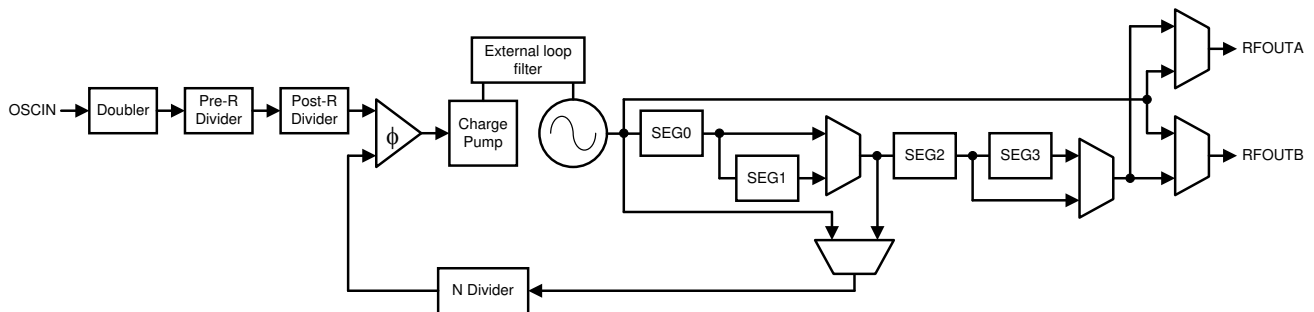 OSCIN
Doubler
Pre-R
Divider
Post-R
Divider
ϕ
Charge
Pump
External loop
filter
SEG0
SEG1
SEG2
SEG3
RFOUTA
RFOUTB
N Divider